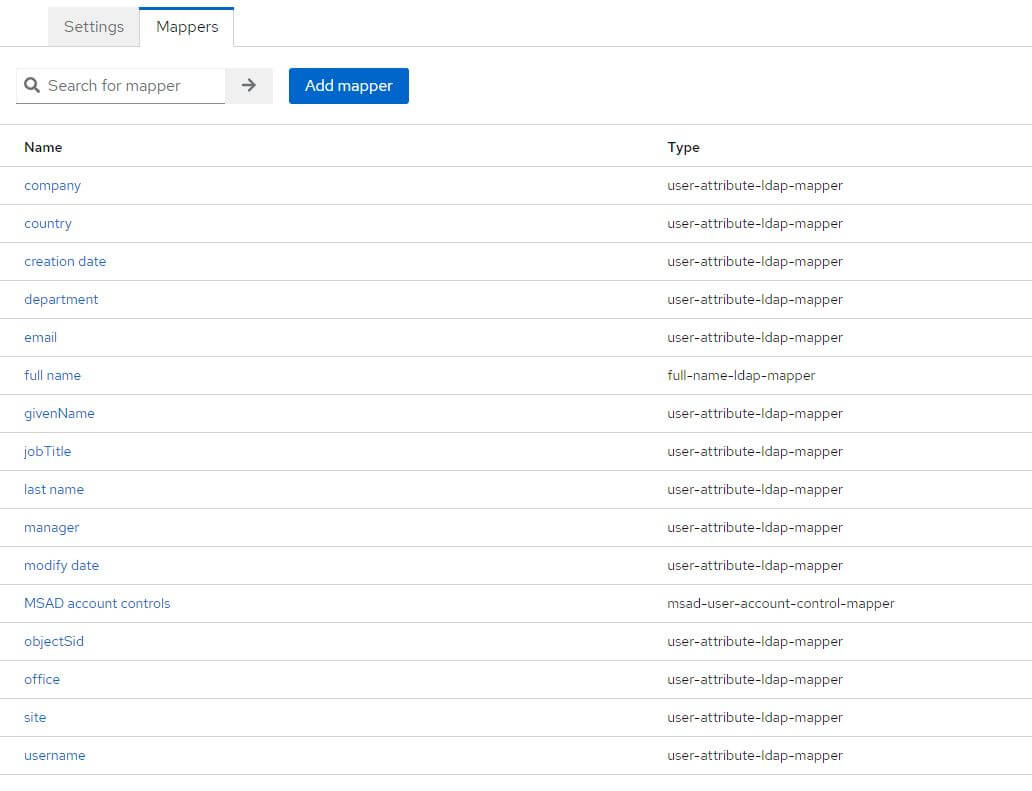 Settings Mappers
Search for mapper Add mapper
Name Type
company user-attribute-ldap-mapper
country user-attribute-ldap-mapper
creation date user-attribute-ldap-mapper
department user-attribute-ldap-mapper
email user-attribute-ldap-mapper
full name full-name-ldap-mapper
givenName user-attribute-ldap-mapper
jobTitle user-attribute-ldap-mapper
last name user-attribute-ldap-mapper
manager user-attribute-ldap-mapper
modify date user-attribute-ldap-mapper
MSAD account controls msad-user-account-control-mapper
objectSid user-attribute-ldap-mapper
office user-attribute-ldap-mapper
site user-attribute-ldap-mapper
username user-attribute-ldap-mapper